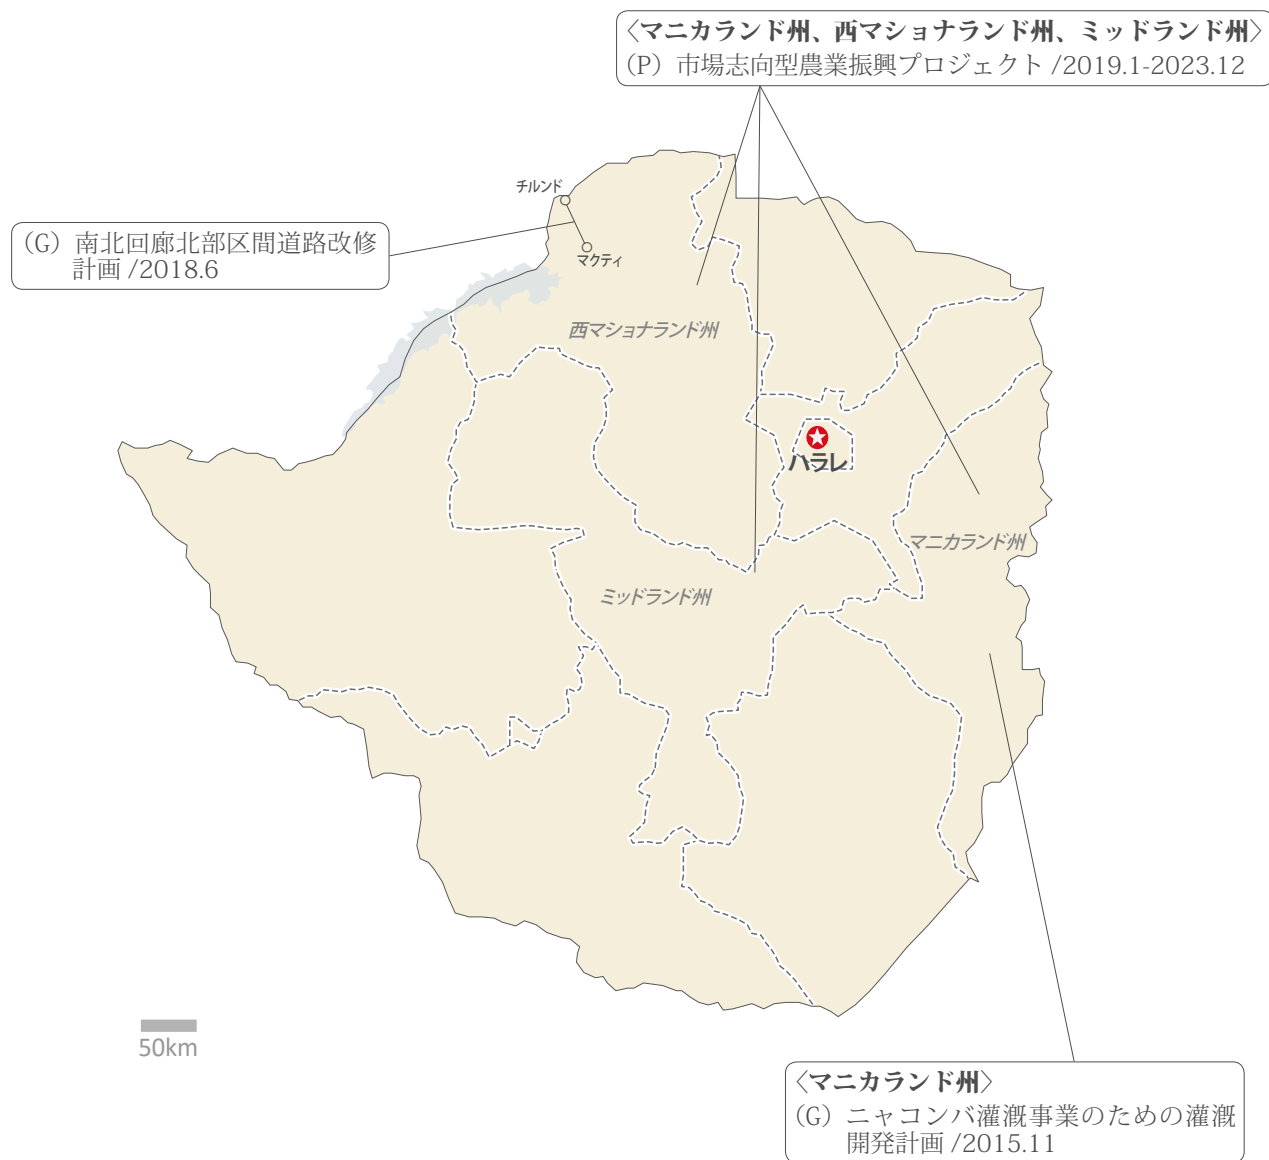 〈マニカランド州、西マショナランド州、ミッドランド州〉
（P）市場志向型農業振興プロジェクト /2019.1-2023.12
チルンド
（G）南北回廊北部区間道路改修
計画 /2018.6
マクティ
西マショナランド州
ハラレ
マニカランド州
ミッドランド州
50km
〈マニカランド州〉
（G）ニャコンバ灌漑事業のための灌漑
開発計画 /2015.11